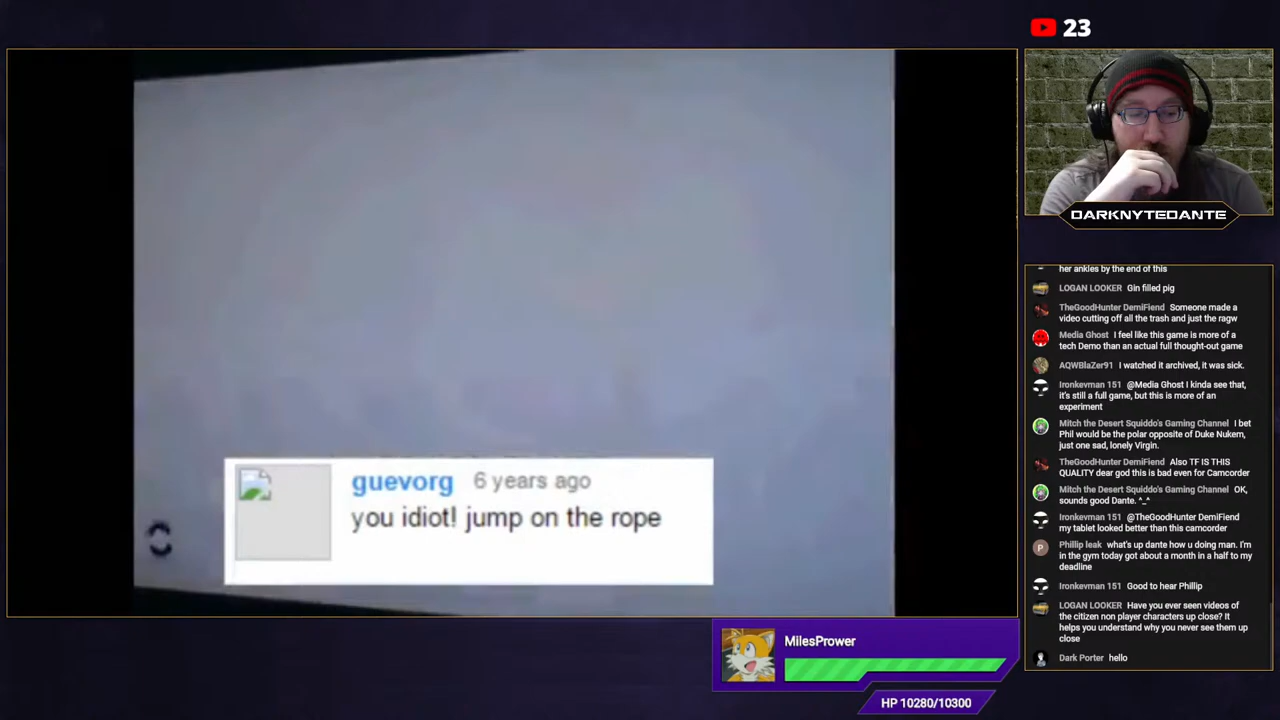 23
DARKNYTEDANTE
guevorg 6 years ago
you idiot! jump on the rope
her ankles by the end of this
LOGAN LOOKER Gin filled pig
TheGoodHunter DemiFiend Someone made a
video cutting off all the trash and just the ragw
Media Ghost I feel like this game is more of a
tech Demo than an actual full thought-out game
AQWBlaZer91 I watched it archived, it was sick.
Ironkevman 151 @Media Ghost I kinda see that,
it's still a full game, but this is more of an
experiment
Mitch the Desert Squiddo's Gaming Channel I bet
Phil would be the polar opposite of Duke Nukem,
just one sad, lonely Virgin.
TheGoodHunter DemiFiend Also TF IS THIS
QUALITY dear god this is bad even for Camcorder
Mitch the Desert Squiddo's Gaming Channel OK,
sounds good Dante. ^_^
Ironkevman 151 @TheGoodHunter DemiFiend
my tablet looked better than this camcorder
P
Phillip leak what's up dante how u doing man. I'm
in the gym today got about a month in a half to my
deadline
Ironkevman 151 Good to hear Phillip
LOGAN LOOKER Have you ever seen videos of
the citizen non player characters up close? It
helps you understand why you never see them up
close
Dark Porter hello
MilesPrower
HP 10280/10300